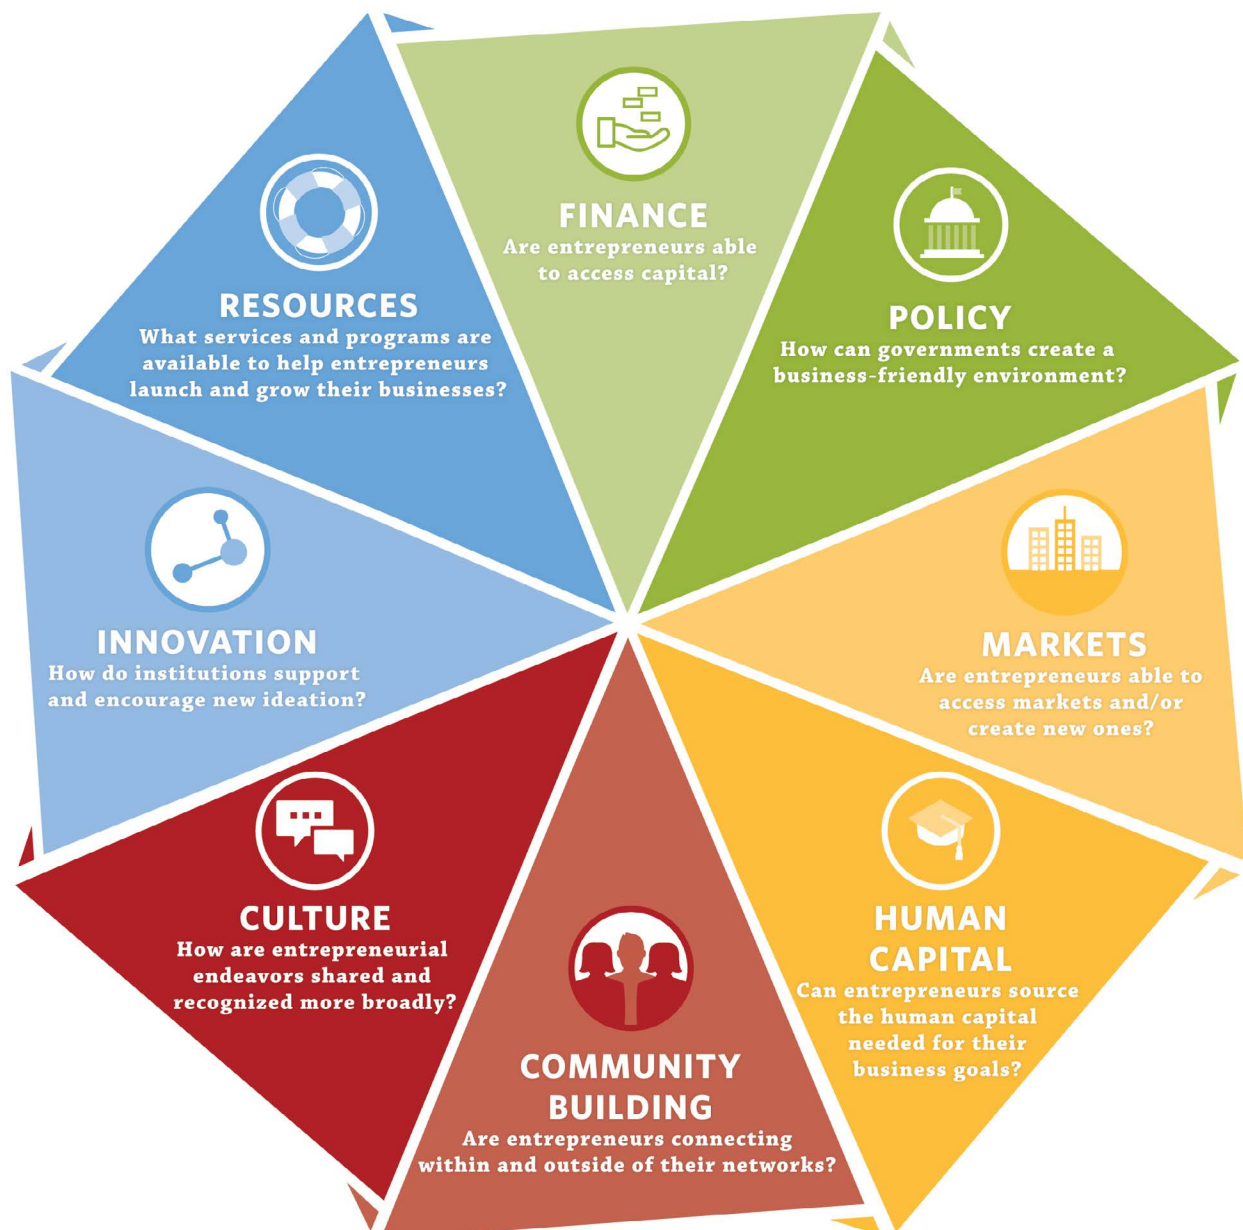 FINANCE
Are entrepreneurs able
to access capital?
POLICY
How can governments create a
business-friendly environment?
MARKETS
Are entrepreneurs able to
access markets and/or
create new ones?
HUMAN
CAPITAL
Can entrepreneurs source
the human capital
needed for their
business goals?
COMMUNITY
BUILDING
Are entrepreneurs connecting
within and outside of their networks?
CULTURE
How are entrepreneurial
endeavors shared and
recognized more broadly?
INNOVATION
How do institutions support
and encourage new ideation?
RESOURCES
What services and programs are
available to help entrepreneurs
launch and grow their businesses?